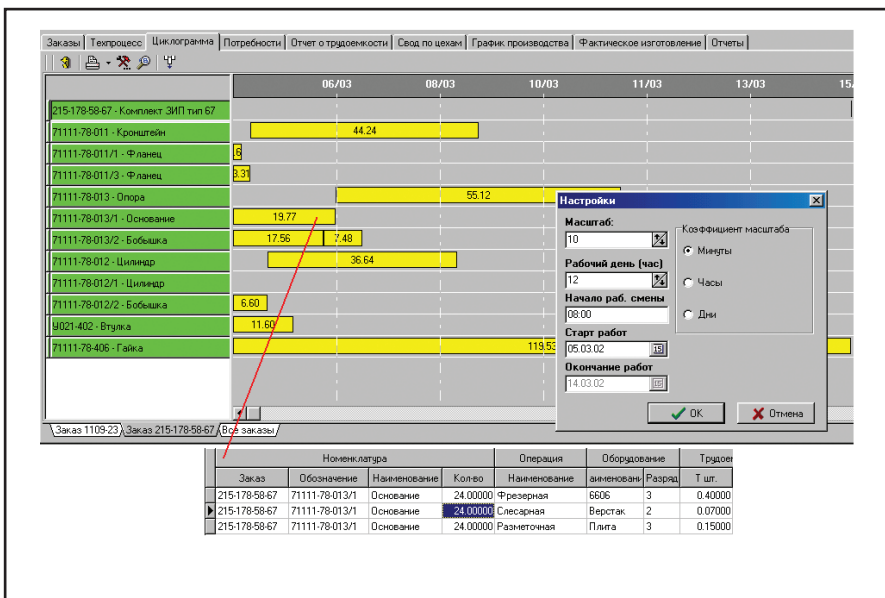 Заказы Техпроцесс Циклограмма Потребности Отчет о трудоемкости Свод по цехам График производства Фактическое изготовление Отчеты
06/03 08/03 10/03 11/03 13/03 15
215-178-58-67 - Комплект ЗИП тип 67
71111-78-011 - Кронштейн 44.24
71111-78-011/1 - Фланец .6
71111-78-011/3 - Фланец 3.31
71111-78-013 - Опора 55.12
71111-78-013/1 - Основание 19.77
71111-78-013/2 - Бобышка 17.56 7.48
71111-78-012 - Цилиндр 36.64
71111-78-012/1 - Цилиндр
71111-78-012/2 - Бобышка 6.60
У021-402 - Втулка 11.60
71111-78-406 - Гайка 119.53
Заказ 1109-23 Заказ 215-178-58-67 Все заказы
Настройки
Масштаб:
10
Рабочий день (час)
12
Начало раб. смены
08:00
Старт работ
05.03.02 15
Окончание работ
14.03.02 15
Коэффициент масштаба
Минуты
Часы
Дни
OK Отмена
Номенклатура Операция Оборудование Трудоем
Заказ Обозначение Наименование Кол-во Наименование аименовани Разряд Т шт.
215-178-58-67 71111-78-013/1 Основание 24.00000 Фрезерная 6606 3 0.40000
215-178-58-67 71111-78-013/1 Основание 24.00000 Слесарная Верстак 2 0.07000
215-178-58-67 71111-78-013/1 Основание 24.00000 Разметочная Плита 3 0.15000